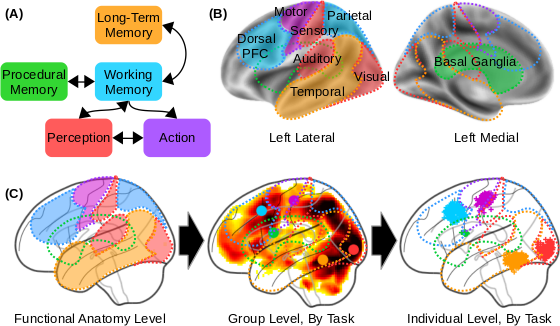 (A)
Long-Term
Memory
Procedural
Memory
Working
Memory
Perception
Action
(B)
Motor
Parietal
Sensory
Dorsal
PFC
Auditory
Visual
Temporal
Left Lateral
Basal Ganglia
Left Medial
(C)
Functional Anatomy Level
Group Level, By Task
Individual Level, By Task